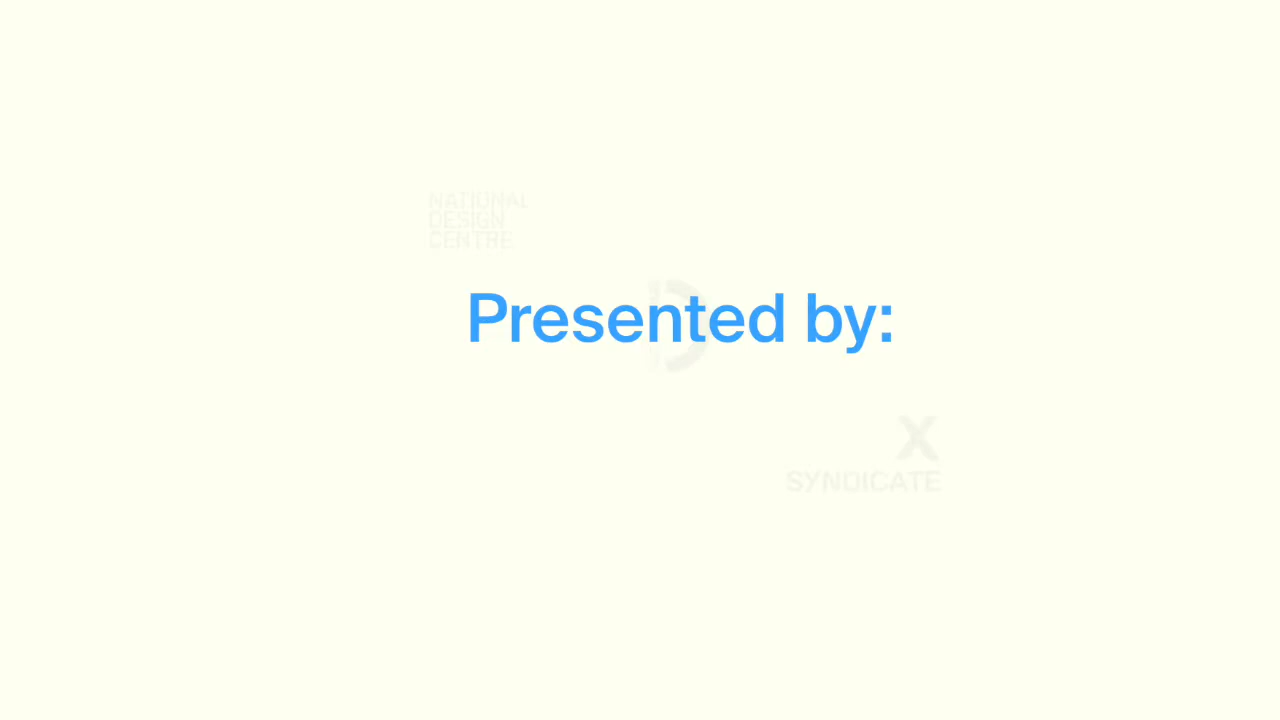 NATIONAL
DESIGN
CENTRE
Presented by:
X
SYNDICATE